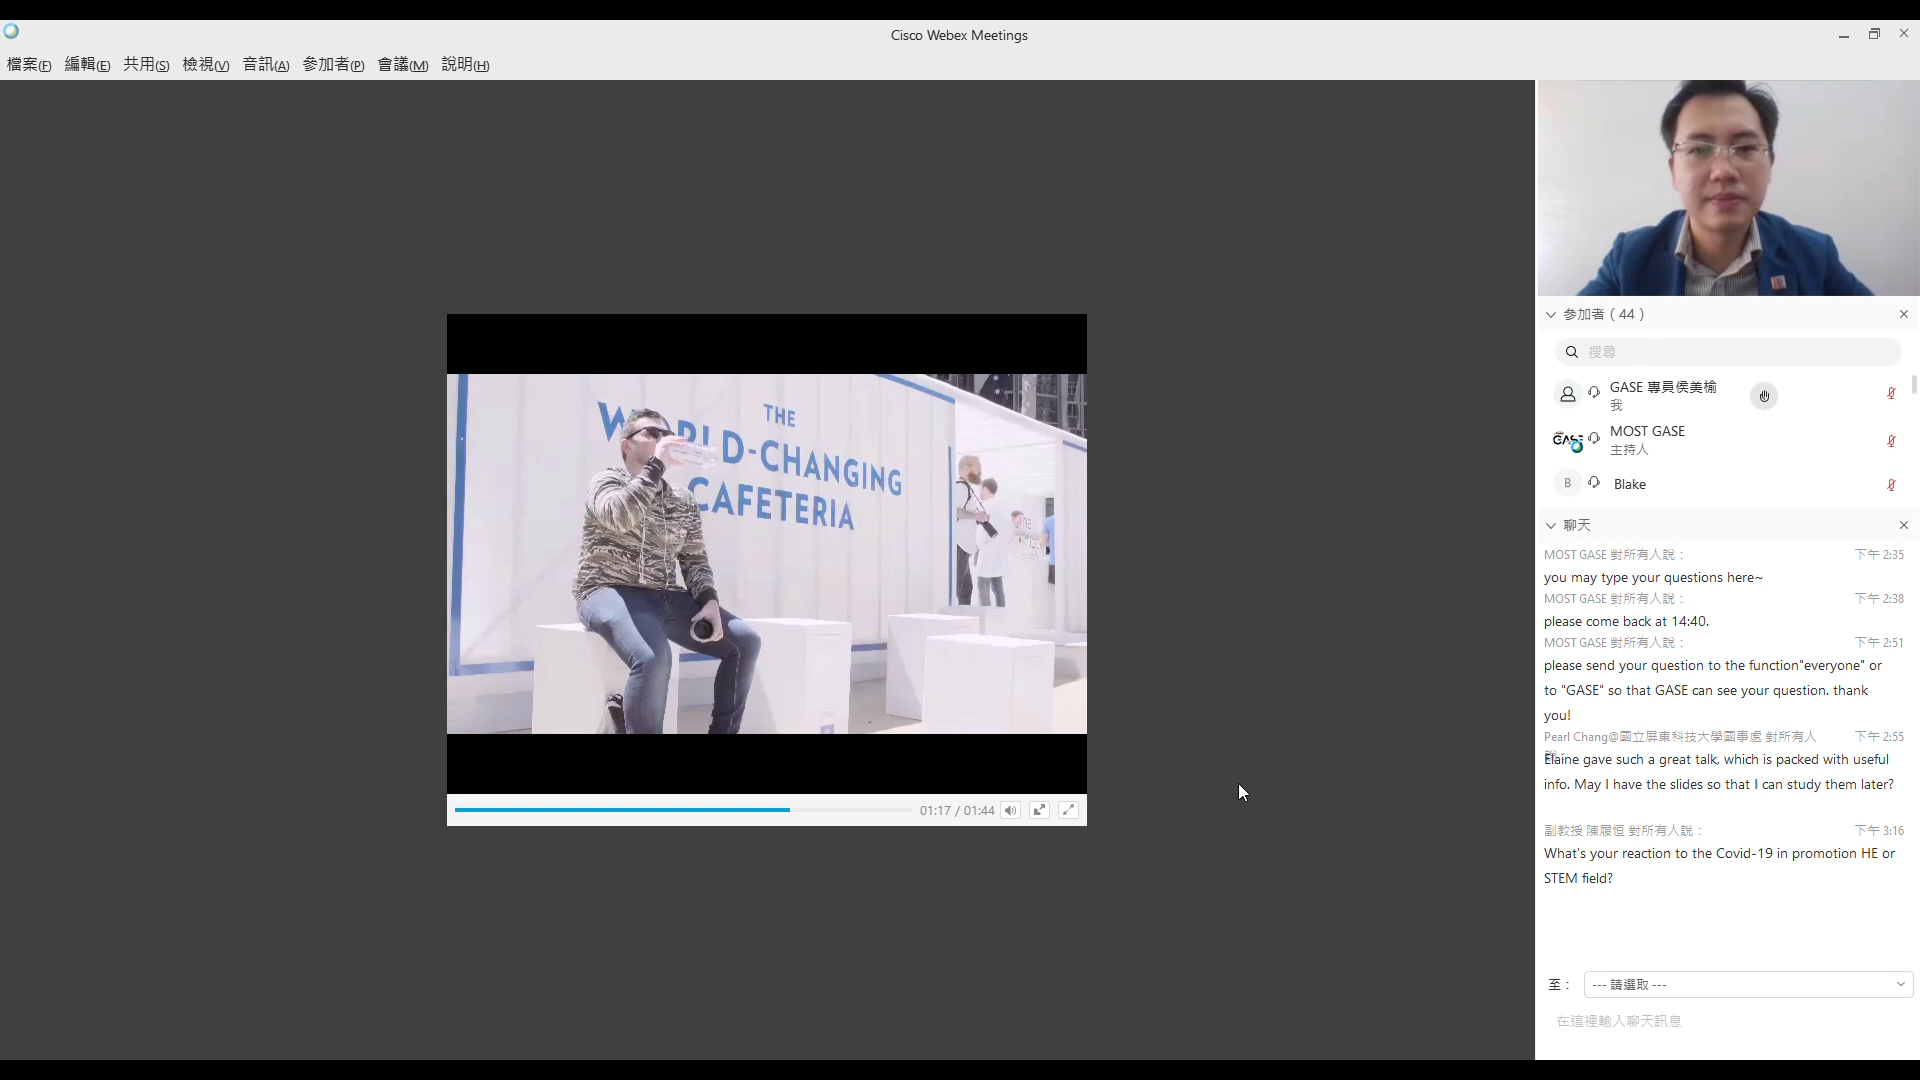 Cisco Webex Meetings
檔案(F) 編輯(E) 共用(S) 檢視(V) 音訊(A) 參加者(P) 會議(M) 說明(H)
THE
WORLD-CHANGING
CAFETERIA
01:17 / 01:44
參加者 ( 44 )
搜尋
GASE 專員侯美榆
我
GASE
MOST GASE
主持人
B Blake
聊天
MOST GASE 對所有人說： 下午 2:35
you may type your questions here~
MOST GASE 對所有人說： 下午 2:38
please come back at 14:40.
MOST GASE 對所有人說： 下午 2:51
please send your question to the function"everyone" or
to "GASE" so that GASE can see your question. thank
you!
Pearl Chang@國立屏東科技大學國事處 對所有人 下午 2:55
說：
Elaine gave such a great talk, which is packed with useful
info. May I have the slides so that I can study them later?
副教授 陳履恒 對所有人說： 下午 3:16
What's your reaction to the Covid-19 in promotion HE or
STEM field?
至： --- 請選取 ---
在這裡輸入聊天訊息